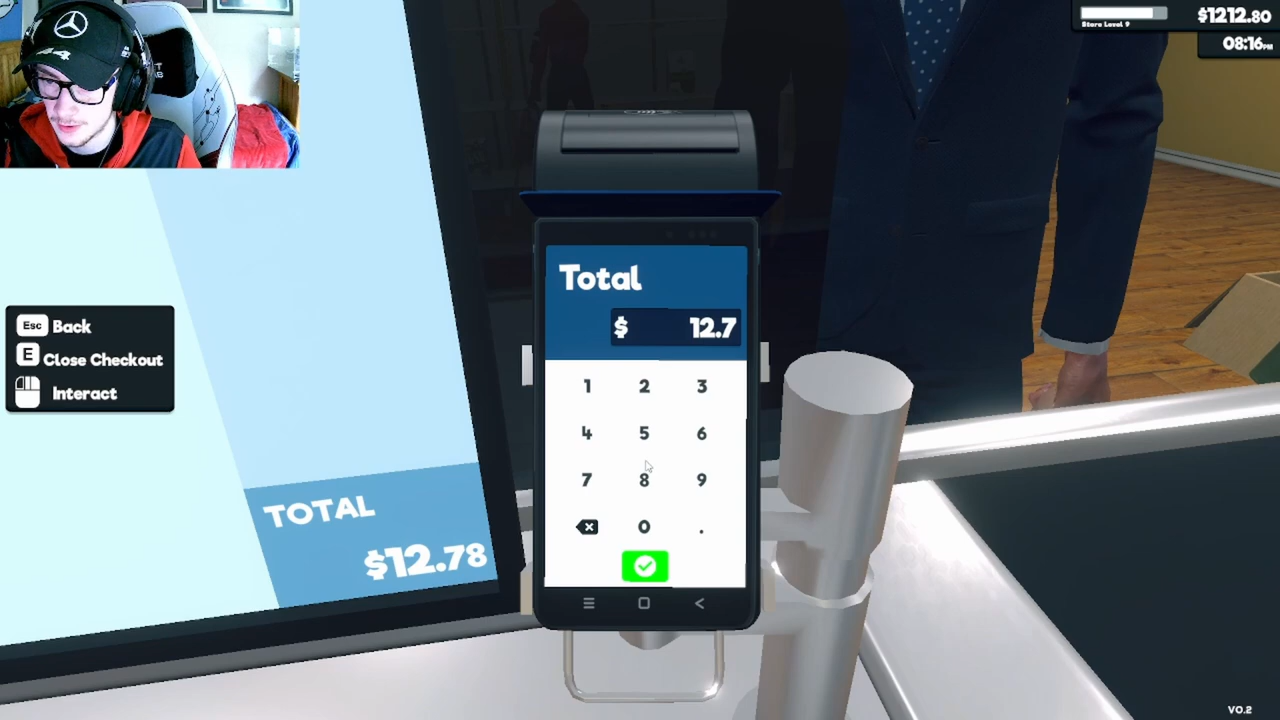 $1212.80
Store Level 9
08:16PM
Total
$ 12.7
Esc Back
E Close Checkout
Interact
1 2 3
4 5 6
7 8 9
0 .
TOTAL
$12.78
V0.2